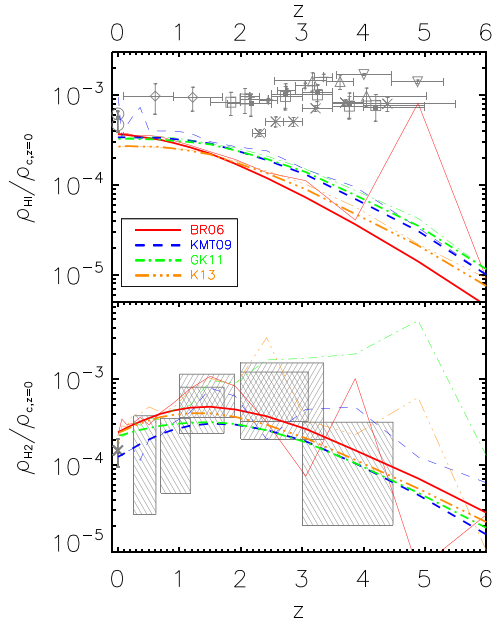 z
0 1 2 3 4 5 6
10⁻³
10⁻⁴
10⁻⁵
ρHI/ρc,z=0
BR06
KMT09
GK11
K13
10⁻³
10⁻⁴
10⁻⁵
ρH2/ρc,z=0
0 1 2 3 4 5 6
z